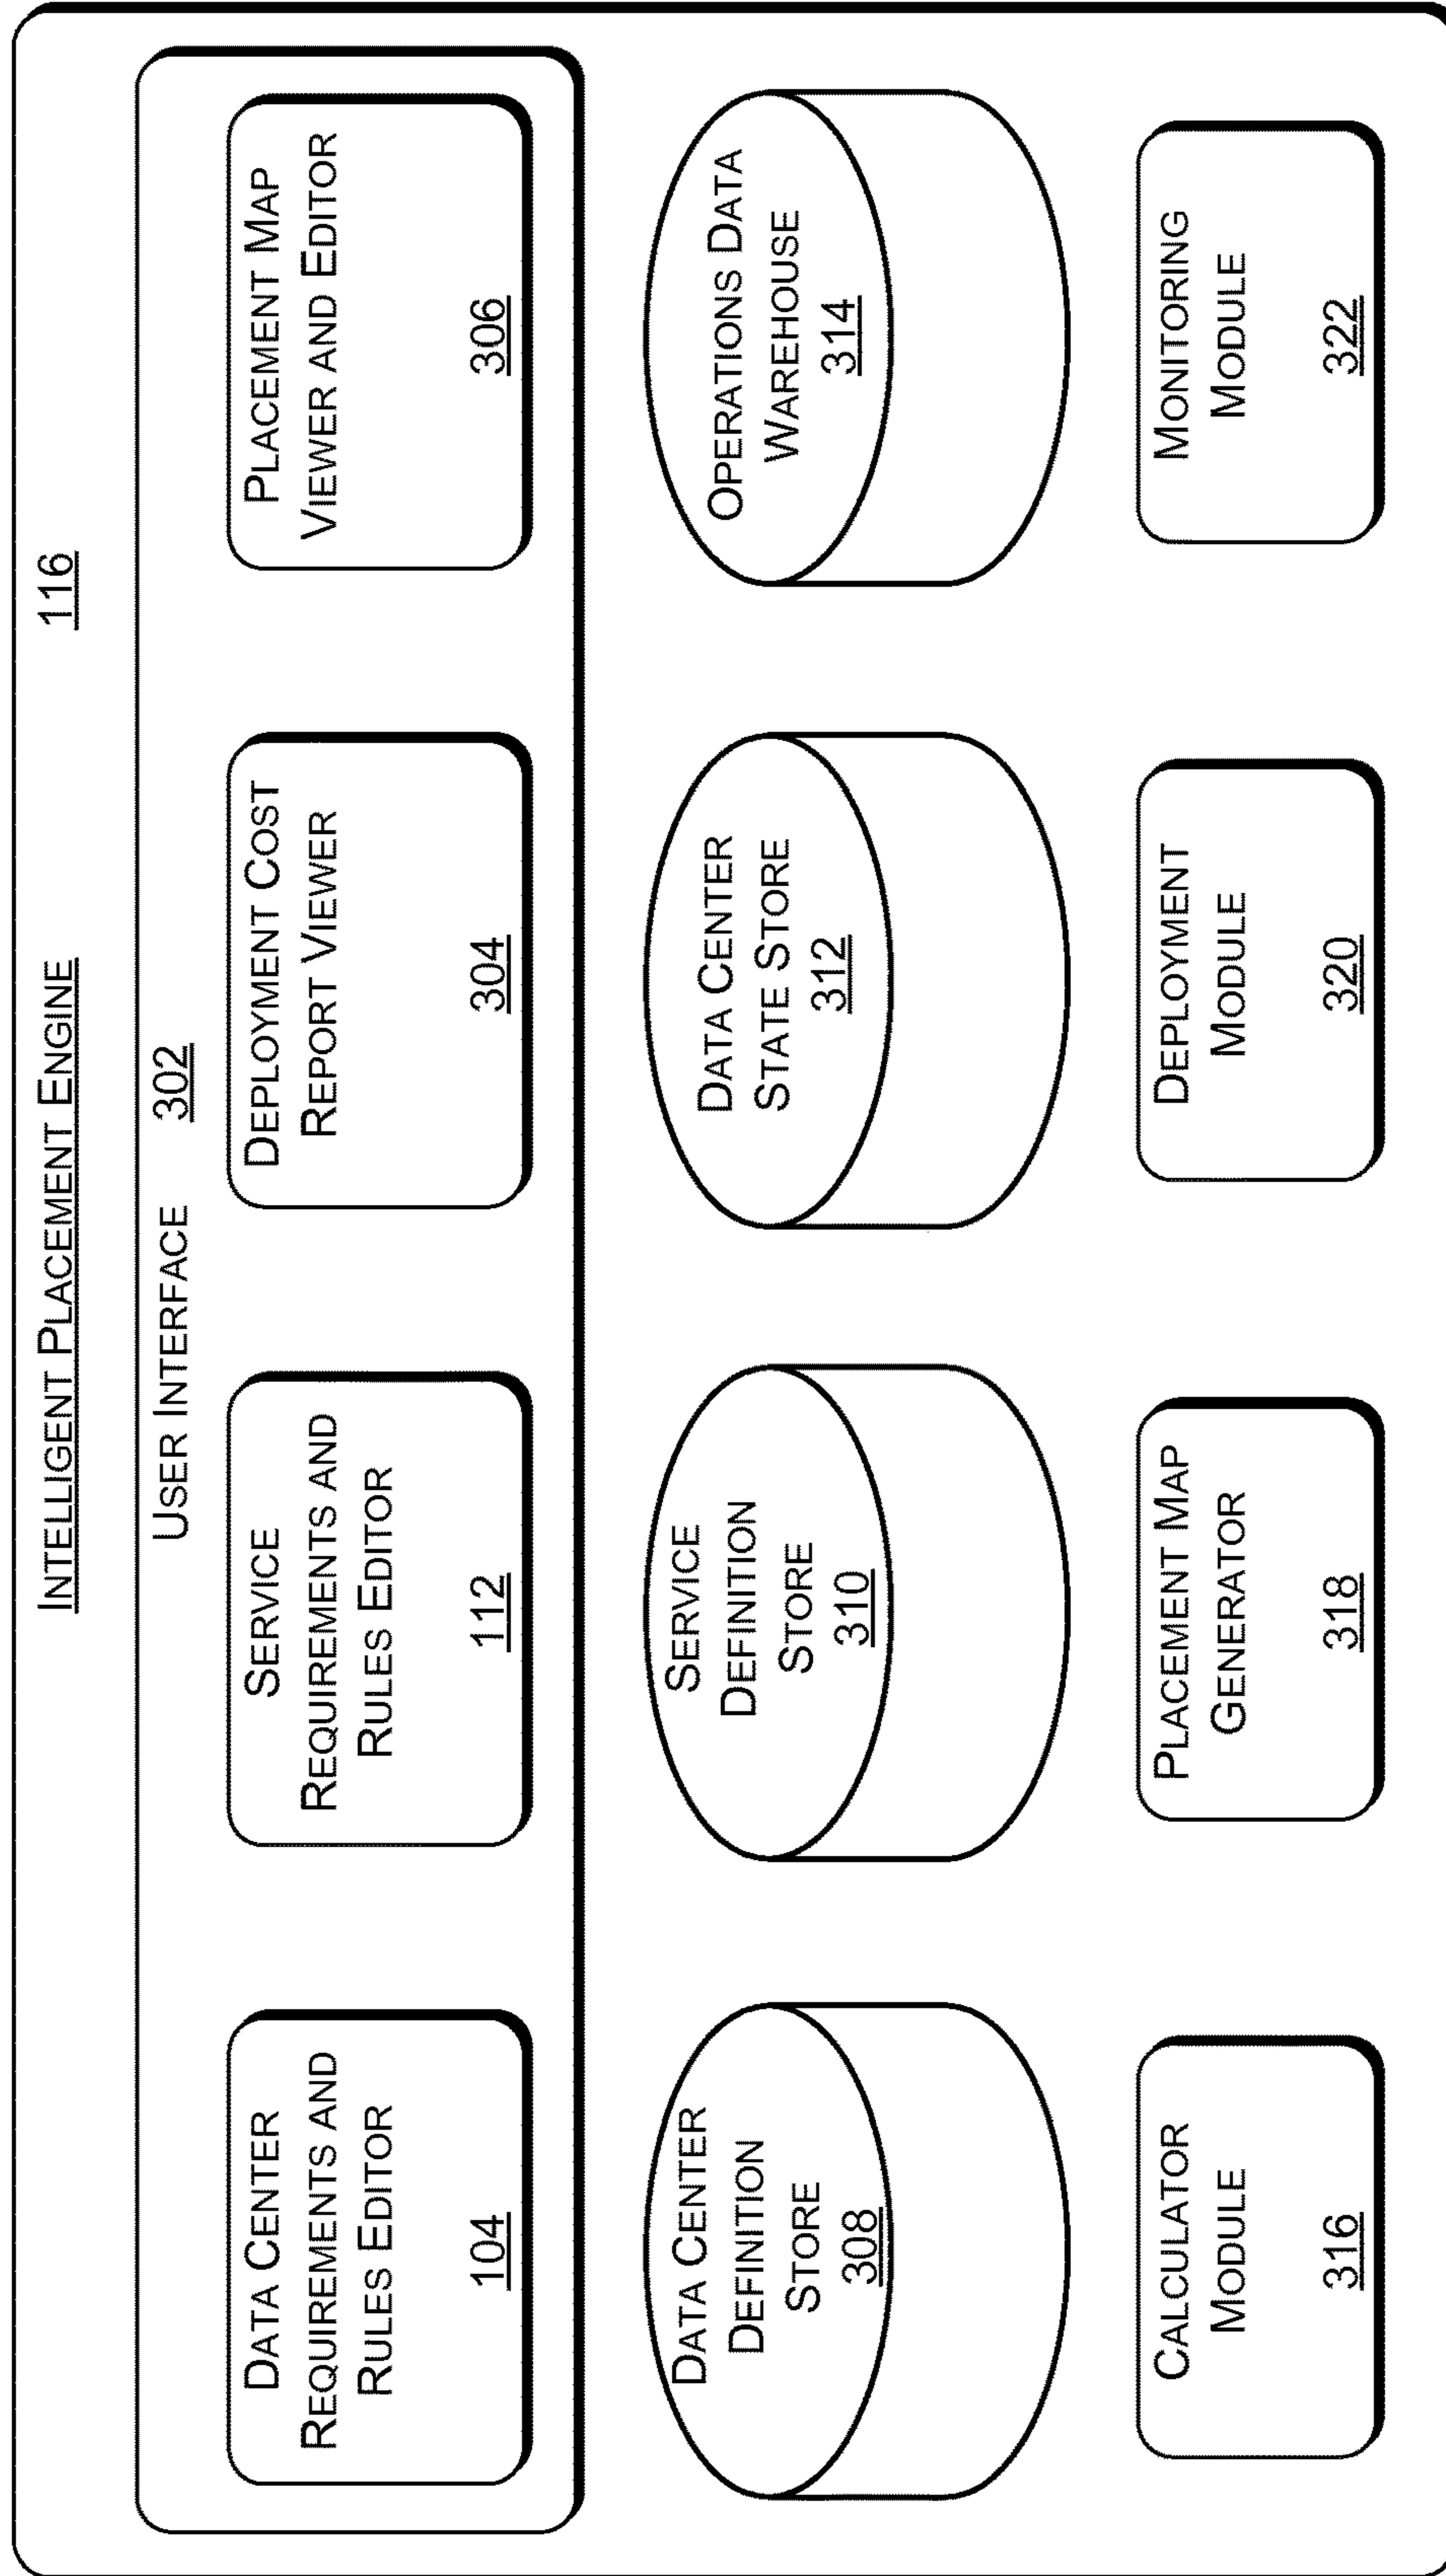 INTELLIGENT PLACEMENT ENGINE 116
USER INTERFACE 302
DATA CENTER
REQUIREMENTS AND
RULES EDITOR
104
SERVICE
REQUIREMENTS AND
RULES EDITOR
112
DEPLOYMENT COST
REPORT VIEWER
304
PLACEMENT MAP
VIEWER AND EDITOR
306
DATA CENTER
DEFINITION
STORE
308
SERVICE
DEFINITION
STORE
310
DATA CENTER
STATE STORE
312
OPERATIONS DATA
WAREHOUSE
314
CALCULATOR
MODULE
316
PLACEMENT MAP
GENERATOR
318
DEPLOYMENT
MODULE
320
MONITORING
MODULE
322